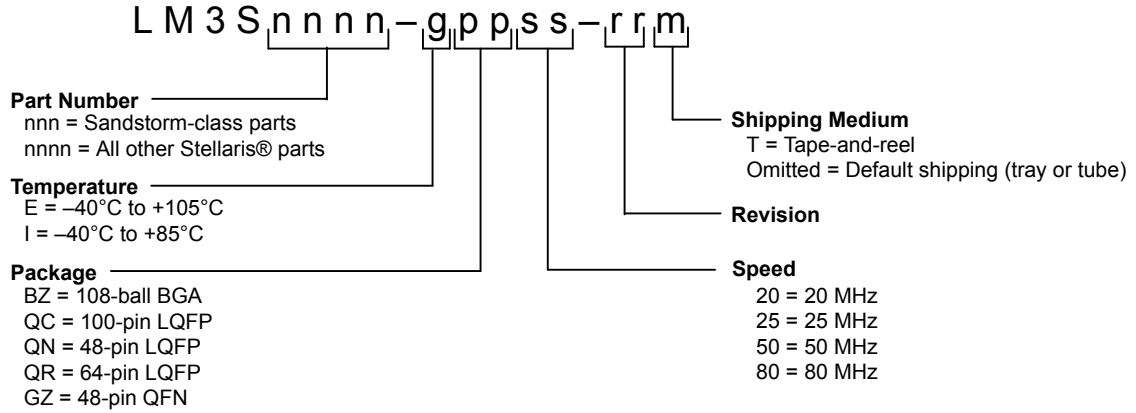 L M 3 S n n n n – g p p s s – r r m
Part Number
nnn = Sandstorm-class parts
nnnn = All other Stellaris® parts
Temperature
E = –40°C to +105°C
I = –40°C to +85°C
Package
BZ = 108-ball BGA
QC = 100-pin LQFP
QN = 48-pin LQFP
QR = 64-pin LQFP
GZ = 48-pin QFN
Shipping Medium
T = Tape-and-reel
Omitted = Default shipping (tray or tube)
Revision
Speed
20 = 20 MHz
25 = 25 MHz
50 = 50 MHz
80 = 80 MHz